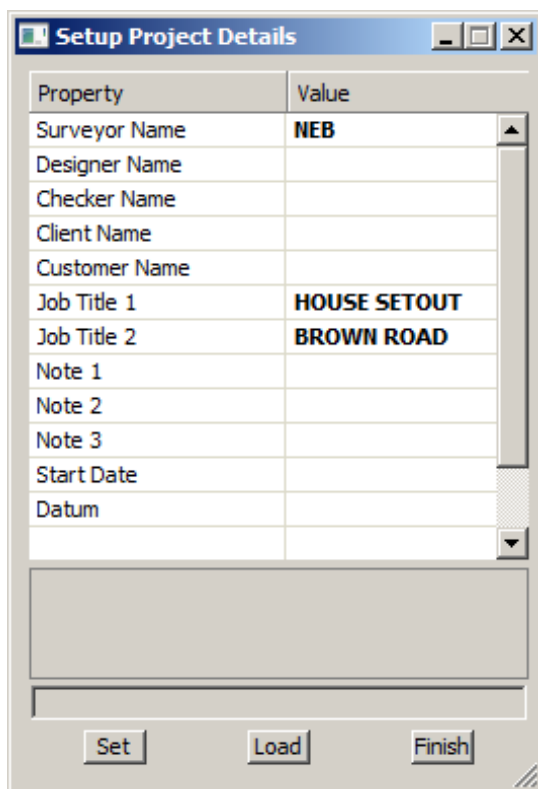 Setup Project Details
Property Value
Surveyor Name NEB
Designer Name
Checker Name
Client Name
Customer Name
Job Title 1 HOUSE SETOUT
Job Title 2 BROWN ROAD
Note 1
Note 2
Note 3
Start Date
Datum
Set Load Finish